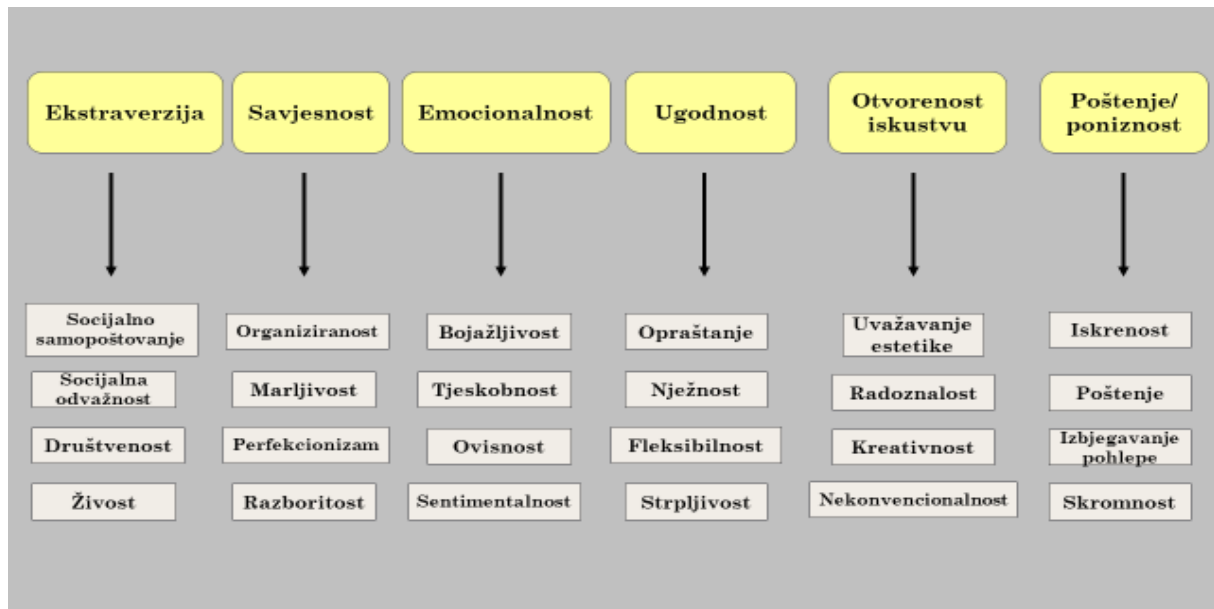 Ekstraverzija
Savjesnost
Emocionalnost
Ugodnost
Otvorenost
iskustvu
Poštenje/
poniznost
Socijalno
samopoštovanje
Organiziranost
Bojažljivost
Opraštanje
Uvažavanje
estetike
Iskrenost
Socijalna
odvažnost
Marljivost
Tjeskobnost
Nježnost
Radoznalost
Poštenje
Društvenost
Perfekcionizam
Ovisnost
Fleksibilnost
Kreativnost
Izbjegavanje
pohlepe
Živost
Razboritost
Sentimentalnost
Strpljivost
Nekonvencionalnost
Skromnost